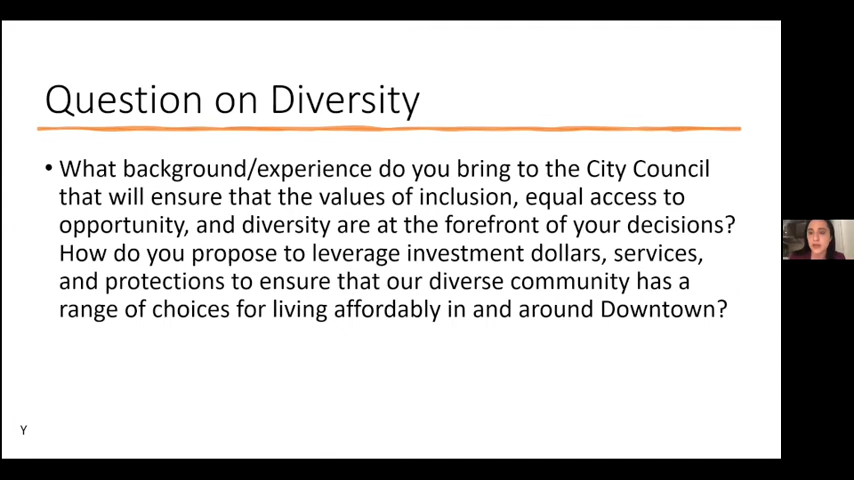 Question on Diversity
• What background/experience do you bring to the City Council
that will ensure that the values of inclusion, equal access to
opportunity, and diversity are at the forefront of your decisions?
How do you propose to leverage investment dollars, services,
and protections to ensure that our diverse community has a
range of choices for living affordably in and around Downtown?
Y